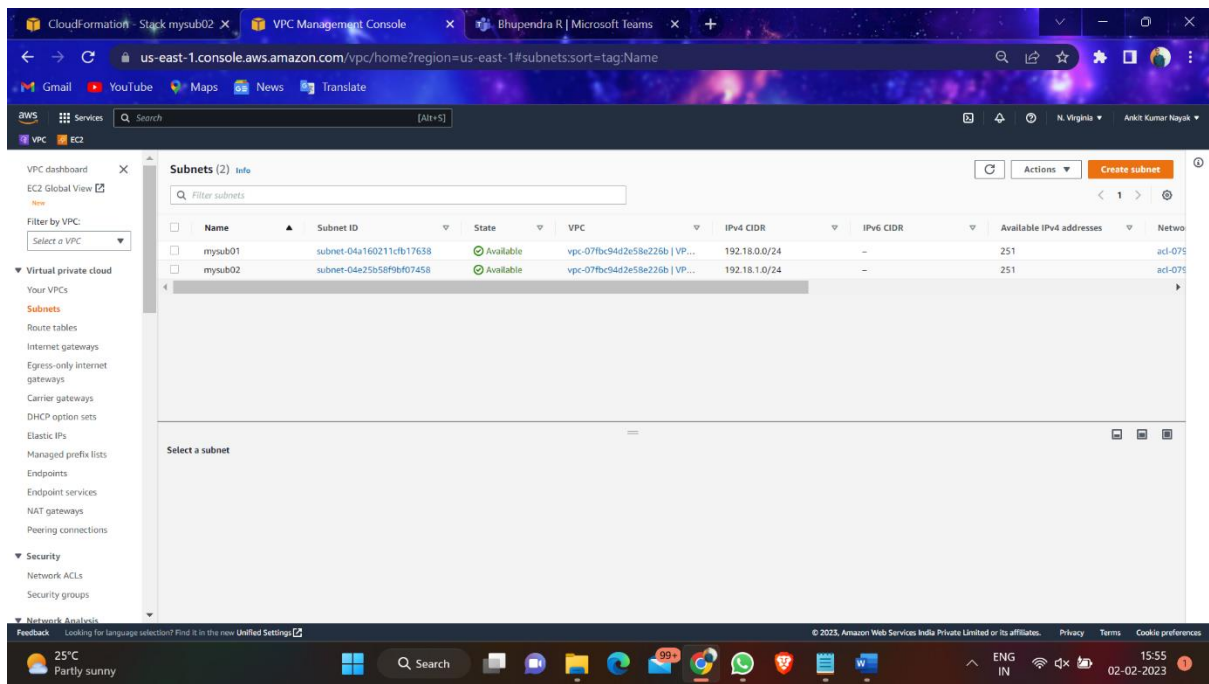 CloudFormation - Stack mysub02
VPC Management Console
Bhupendra R | Microsoft Teams
us-east-1.console.aws.amazon.com/vpc/home?region=us-east-1#subnets:sort=tag:Name
Gmail YouTube Maps News Translate
aws Services Search [Alt+S] N. Virginia Ankit Kumar Nayak
VPC EC2
VPC dashboard
EC2 Global View
New
Filter by VPC:
Select a VPC
Virtual private cloud
Your VPCs
Subnets
Route tables
Internet gateways
Egress-only internet
gateways
Carrier gateways
DHCP option sets
Elastic IPs
Managed prefix lists
Endpoints
Endpoint services
NAT gateways
Peering connections
Security
Network ACLs
Security groups
Network Analysis
Subnets (2) Info
Actions Create subnet
Filter subnets
1
Name Subnet ID State VPC IPv4 CIDR IPv6 CIDR Available IPv4 addresses Netwo
mysub01 subnet-04a160211cfb17638 Available vpc-07fbc94d2e58e226b | VP... 192.18.0.0/24 – 251 acl-079
mysub02 subnet-04e25b58f9bf07458 Available vpc-07fbc94d2e58e226b | VP... 192.18.1.0/24 – 251 acl-079
Select a subnet
Feedback Looking for language selection? Find it in the new Unified Settings © 2023, Amazon Web Services India Private Limited or its affiliates. Privacy Terms Cookie preferences
25°C
Partly sunny
Search
99+
ENG
IN
15:55
02-02-2023
1